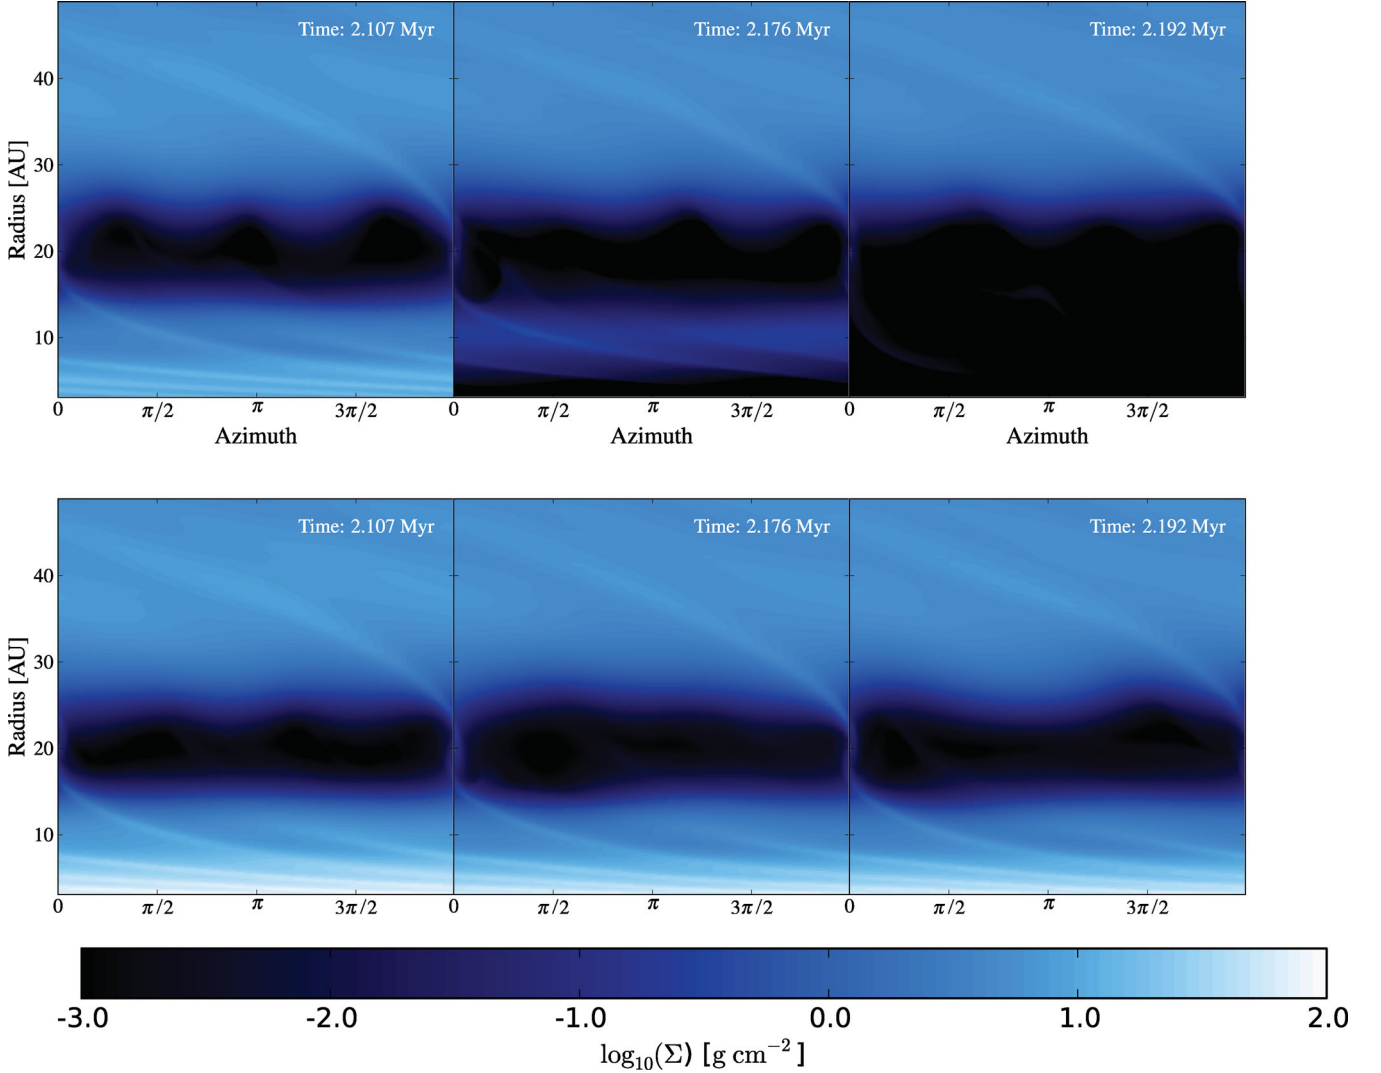 Time: 2.107 Myr Time: 2.176 Myr Time: 2.192 Myr
40
30
20
10
Radius [AU]
0 π/2 π 3π/2 0 π/2 π 3π/2 0 π/2 π 3π/2
Azimuth Azimuth Azimuth
Time: 2.107 Myr Time: 2.176 Myr Time: 2.192 Myr
40
30
20
10
Radius [AU]
0 π/2 π 3π/2 0 π/2 π 3π/2 0 π/2 π 3π/2
-3.0 -2.0 -1.0 0.0 1.0 2.0
log₁₀(Σ) [g cm⁻²]